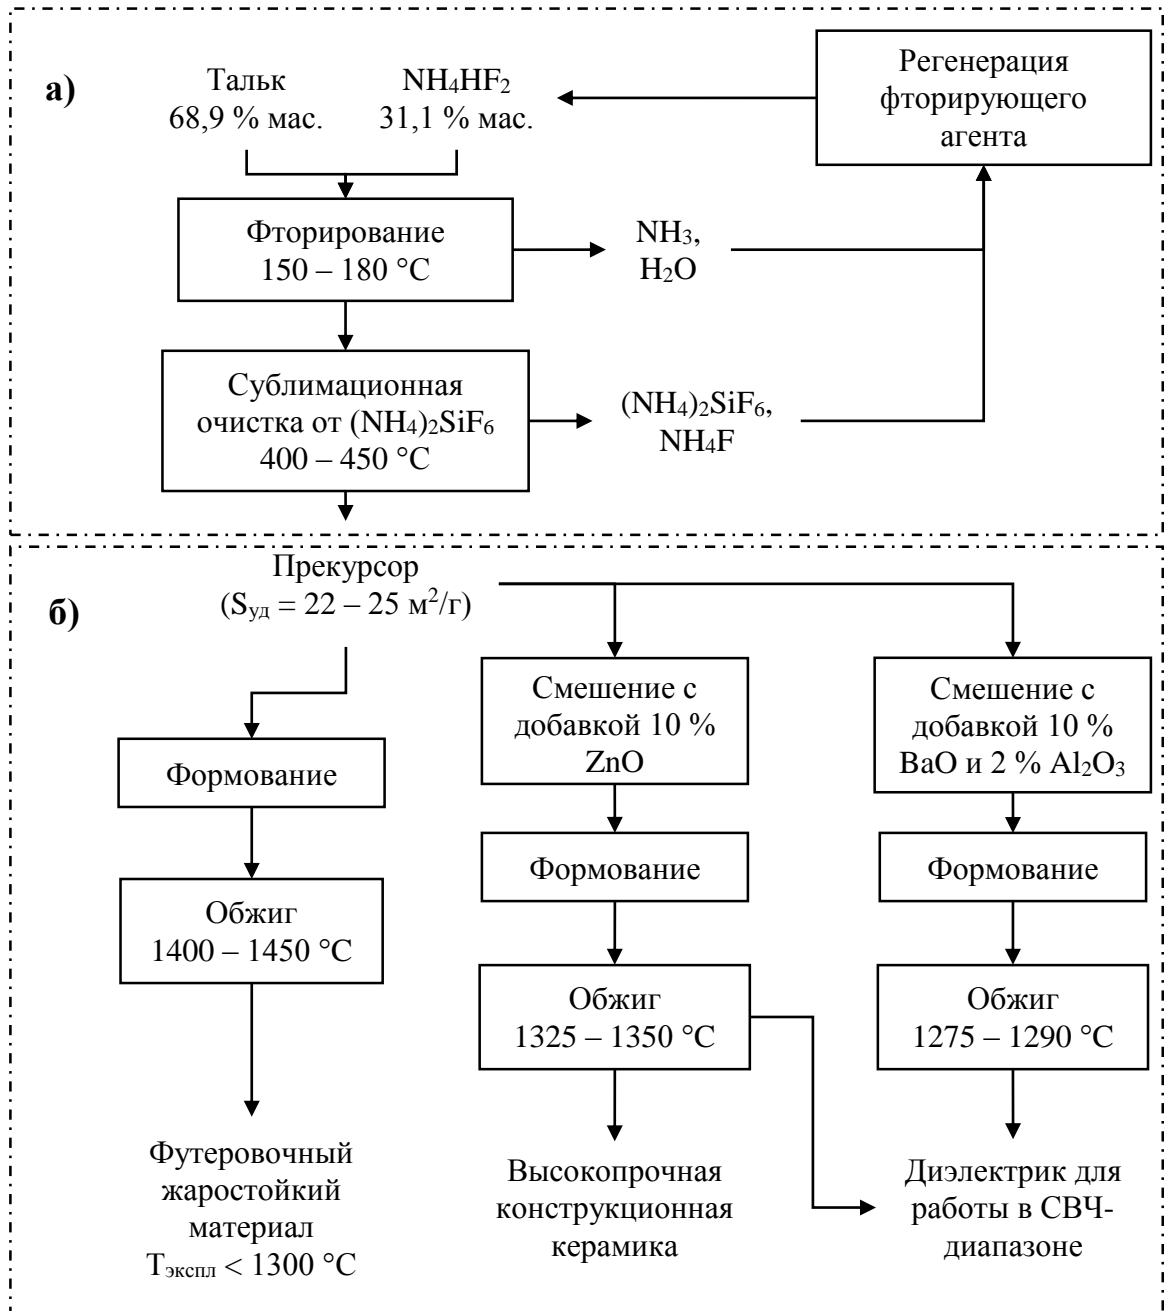 а)
Тальк
68,9 % мас.
NH₄HF₂
31,1 % мас.
Регенерация
фторирующего
агента
Фторирование
150 – 180 °C
NH₃,
H₂O
Сублимационная
очистка от (NH₄)₂SiF₆
400 – 450 °C
(NH₄)₂SiF₆,
NH₄F
б)
Прекурсор
(Sуд = 22 – 25 м²/г)
Формование
Обжиг
1400 – 1450 °C
Футеровочный
жаростойкий
материал
Tэкспл < 1300 °C
Смешение с
добавкой 10 %
ZnO
Формование
Обжиг
1325 – 1350 °C
Высокопрочная
конструкционная
керамика
Смешение с
добавкой 10 %
BaO и 2 % Al₂O₃
Формование
Обжиг
1275 – 1290 °C
Диэлектрик для
работы в СВЧ-
диапазоне